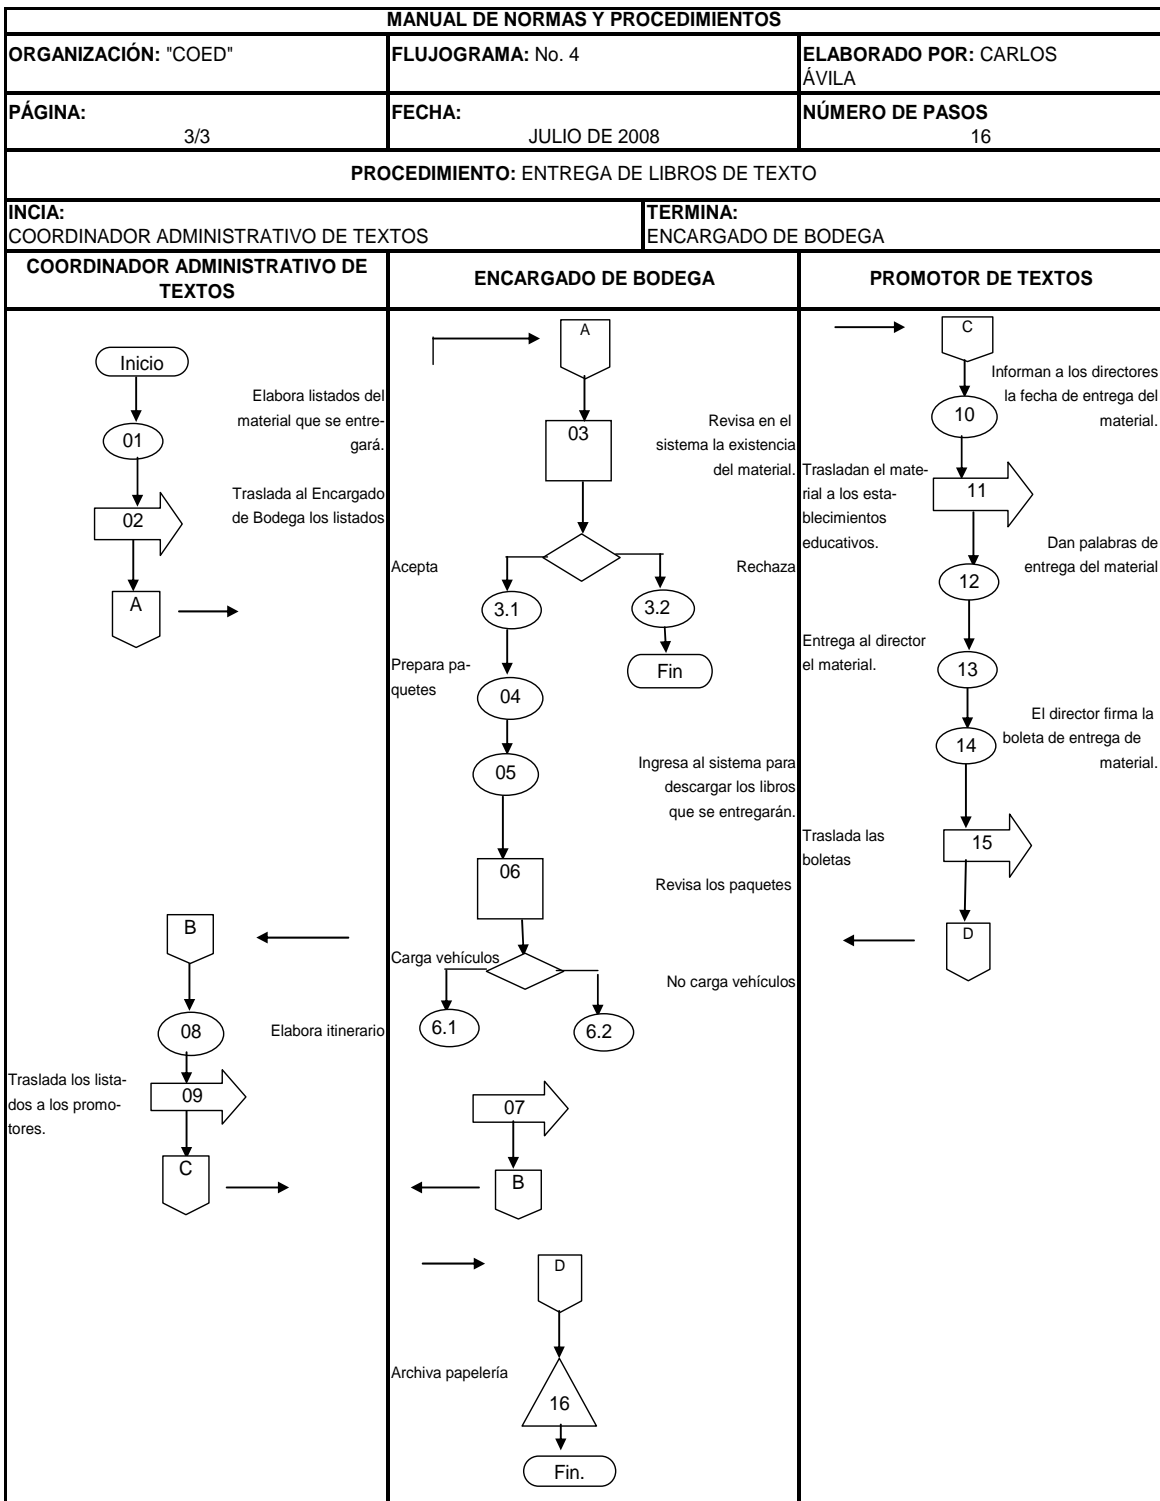 MANUAL DE NORMAS Y PROCEDIMIENTOS
ORGANIZACIÓN: "COED"
FLUJOGRAMA: No. 4
ELABORADO POR: CARLOS
ÁVILA
PÁGINA:
3/3
FECHA:
JULIO DE 2008
NÚMERO DE PASOS
16
PROCEDIMIENTO: ENTREGA DE LIBROS DE TEXTO
INCIA:
COORDINADOR ADMINISTRATIVO DE TEXTOS
TERMINA:
ENCARGADO DE BODEGA
COORDINADOR ADMINISTRATIVO DE
TEXTOS
ENCARGADO DE BODEGA
PROMOTOR DE TEXTOS
Inicio
Elabora listados del
material que se entre-
gará.
01
Traslada al Encargado
de Bodega los listados
02
A
B
08
Elabora itinerario
Traslada los lista-
dos a los promo-
tores.
09
C
A
03
Revisa en el
sistema la existencia
del material.
Acepta
Rechaza
3.1
3.2
Prepara pa-
quetes
Fin
04
05
Ingresa al sistema para
descargar los libros
que se entregarán.
06
Revisa los paquetes
Carga vehículos
No carga vehículos
6.1
6.2
07
B
D
Archiva papelería
16
Fin.
C
Informan a los directores
la fecha de entrega del
material.
10
Trasladan el mate-
rial a los esta-
blecimientos
educativos.
11
Dan palabras de
entrega del material
12
Entrega al director
el material.
13
El director firma la
boleta de entrega de
material.
14
Traslada las
boletas
15
D